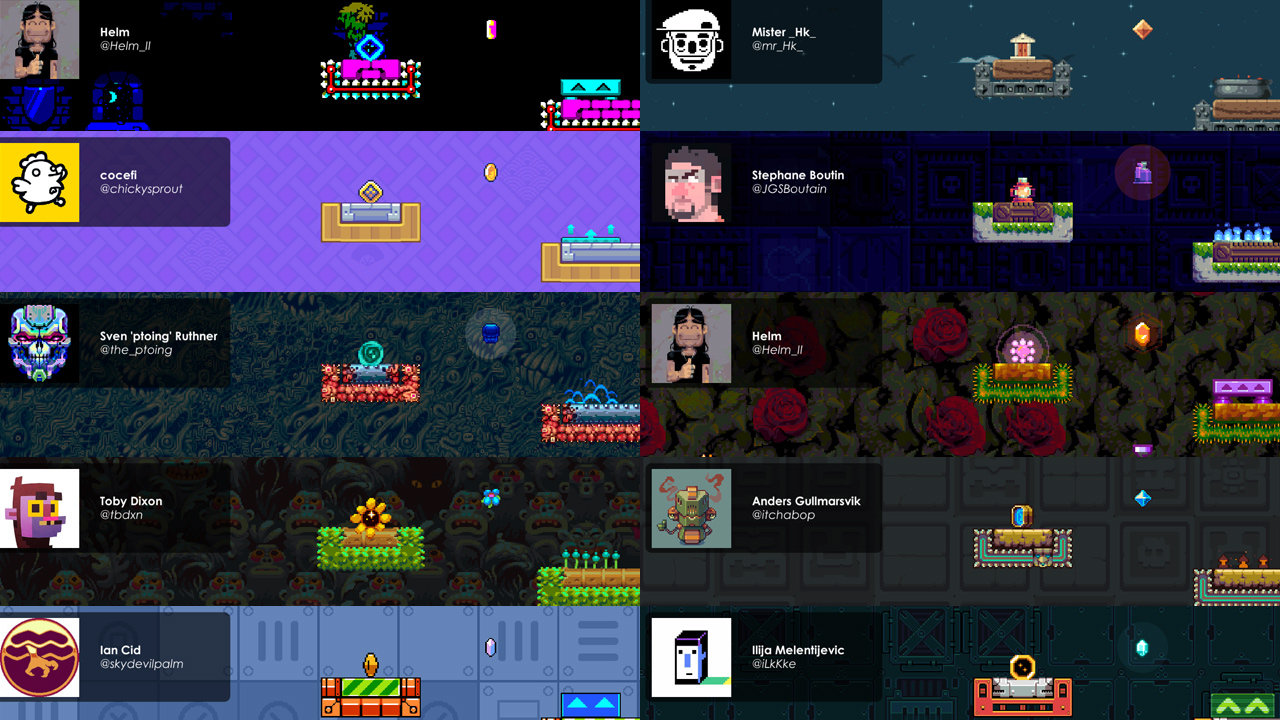 Helm
@Helm_II
Mister _Hk_
@mr_Hk_
cocefi
@chickysprout
Stephane Boutin
@JGSBoutain
Sven 'ptoing' Ruthner
@the_ptoing
Helm
@Helm_II
Toby Dixon
@tbdxn
Anders Gullmarsvik
@itchabop
Ian Cid
@skydevilpalm
Ilija Melentijevic
@iLkKke